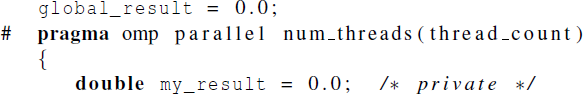 global_result = 0.0;
# pragma omp parallel num_threads(thread_count)
{
double my_result = 0.0; /* private */